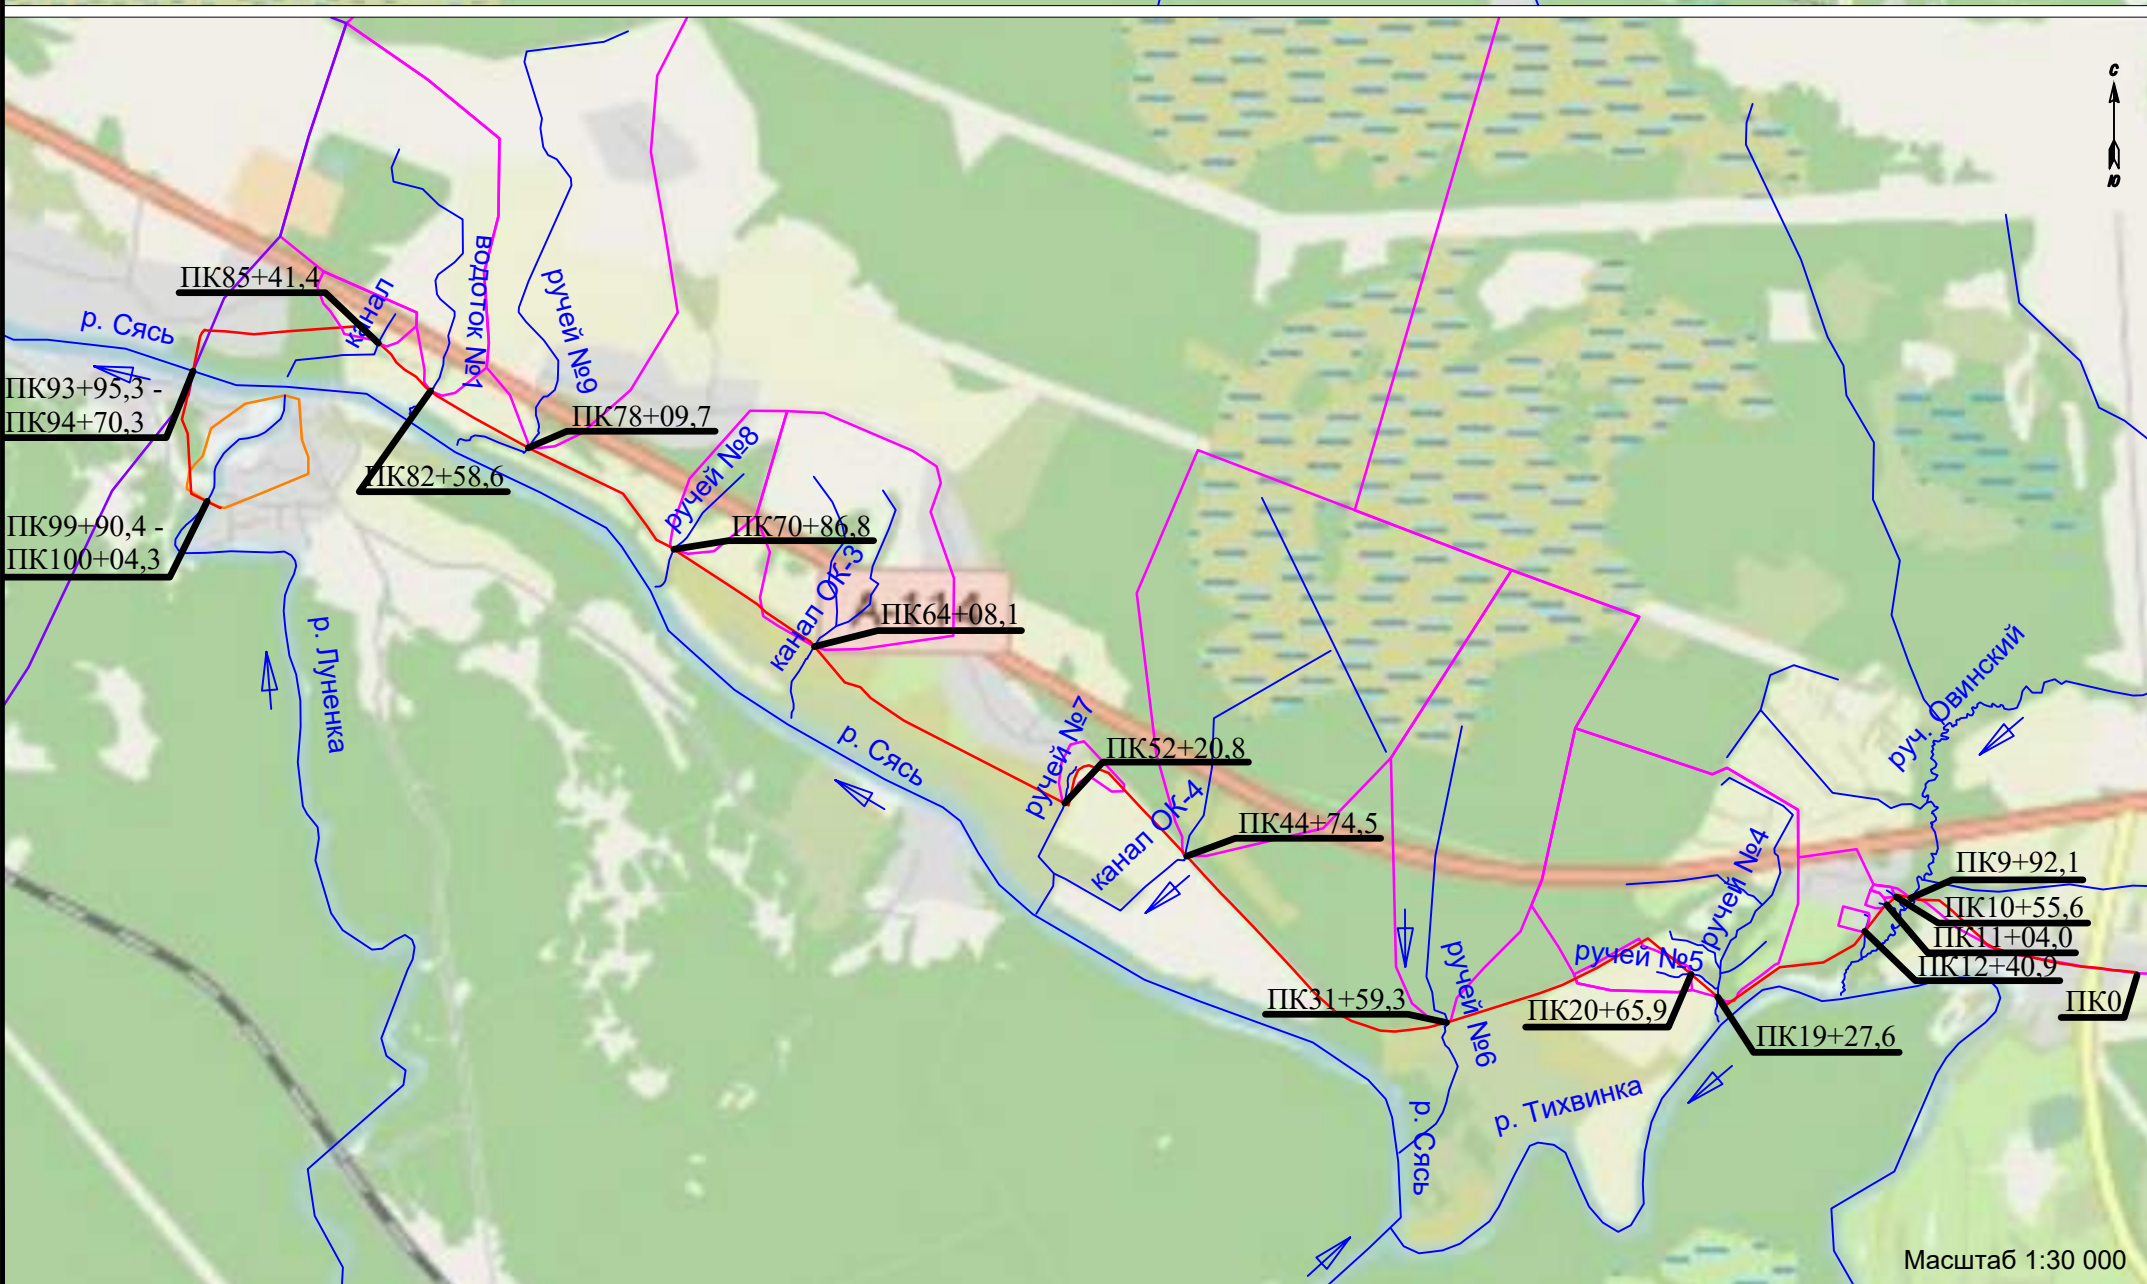 С
Ю
ПК85+41,4
канал
водоток №1
ручей №9
р. Сясь
ПК93+95,3 -
ПК94+70,3
ПК78+09,7
ПК82+58,6
ручей №8
ПК99+90,4 -
ПК100+04,3
ПК70+86,8
канал ОК-3
А-114
ПК64+08,1
р. Луненка
руч. Овинский
р. Сясь
ручей №7
ПК52+20,8
канал ОК-4
ПК44+74,5
ручей №4
ПК9+92,1
ПК10+55,6
ПК11+04,0
ПК12+40,9
ручей №5
ПК31+59,3
ручей №6
ПК20+65,9
ПК0
ПК19+27,6
р. Тихвинка
р. Сясь
Масштаб 1:30 000